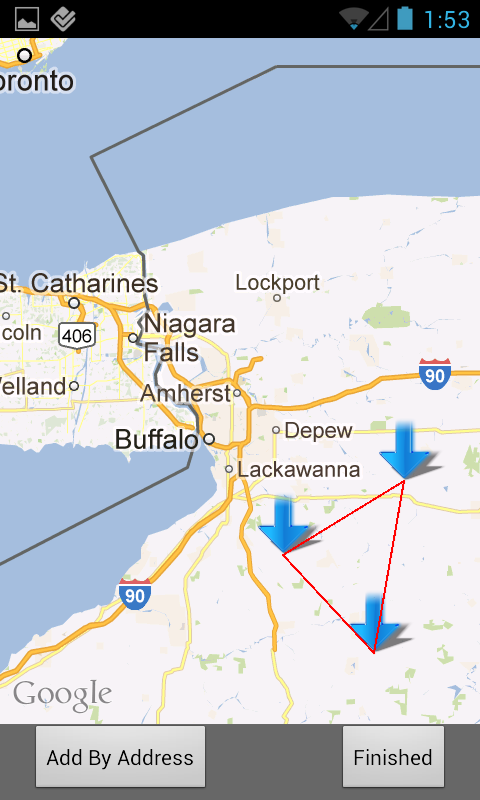 1:53
oronto
St. Catharines
Lockport
coln
406
Niagara
Falls
90
elland
Amherst
Buffalo
Depew
Lackawanna
90
Google
Add By Address
Finished